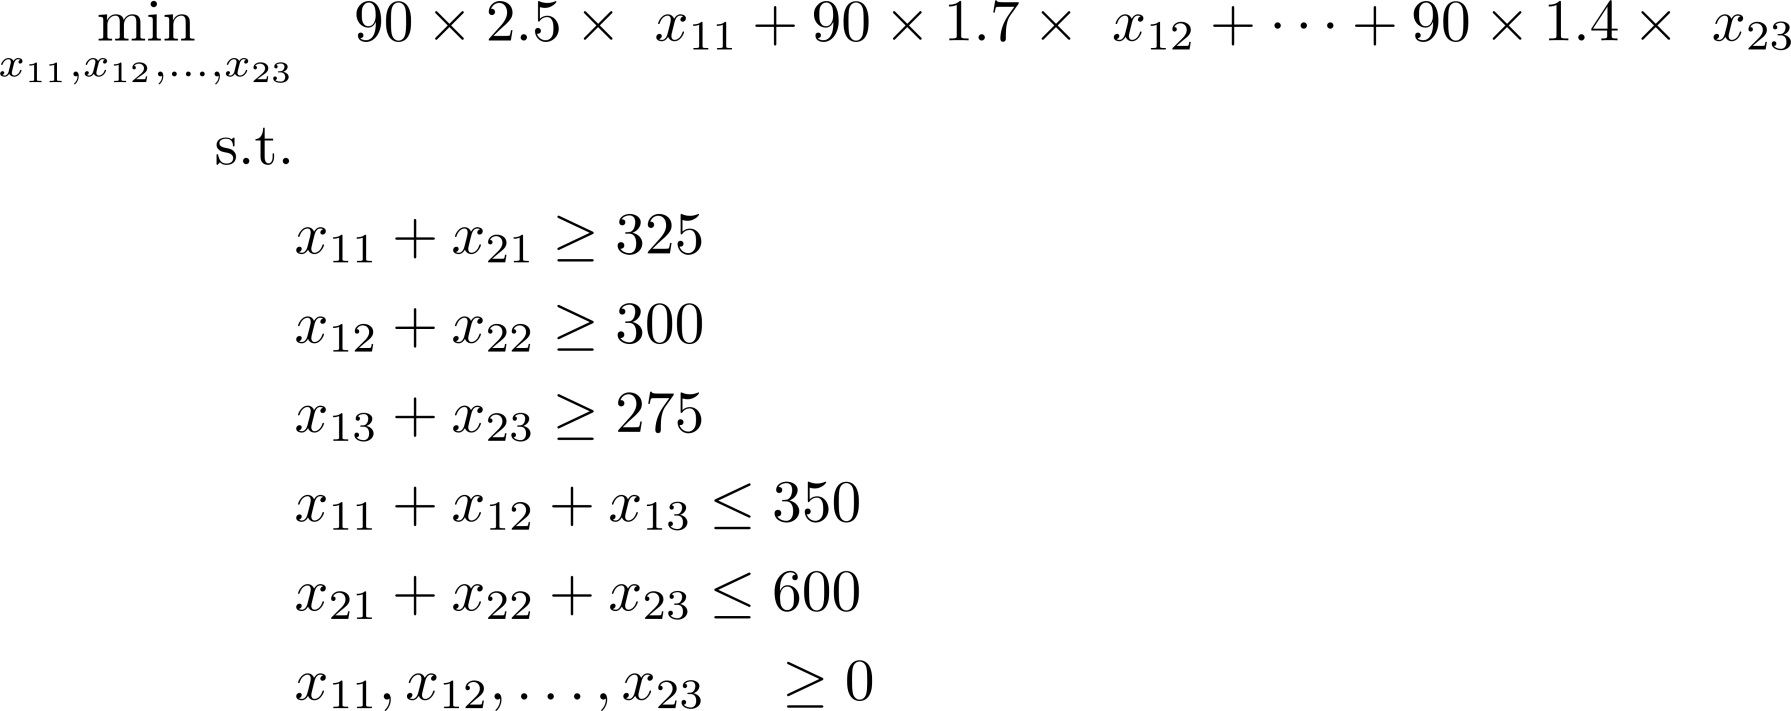 min 90 × 2.5 × x₁₁ + 90 × 1.7 × x₁₂ + ⋯ + 90 × 1.4 × x₂₃
x₁₁,x₁₂,...,x₂₃
s.t.
x₁₁ + x₂₁ ≥ 325
x₁₂ + x₂₂ ≥ 300
x₁₃ + x₂₃ ≥ 275
x₁₁ + x₁₂ + x₁₃ ≤ 350
x₂₁ + x₂₂ + x₂₃ ≤ 600
x₁₁, x₁₂, . . . , x₂₃ ≥ 0